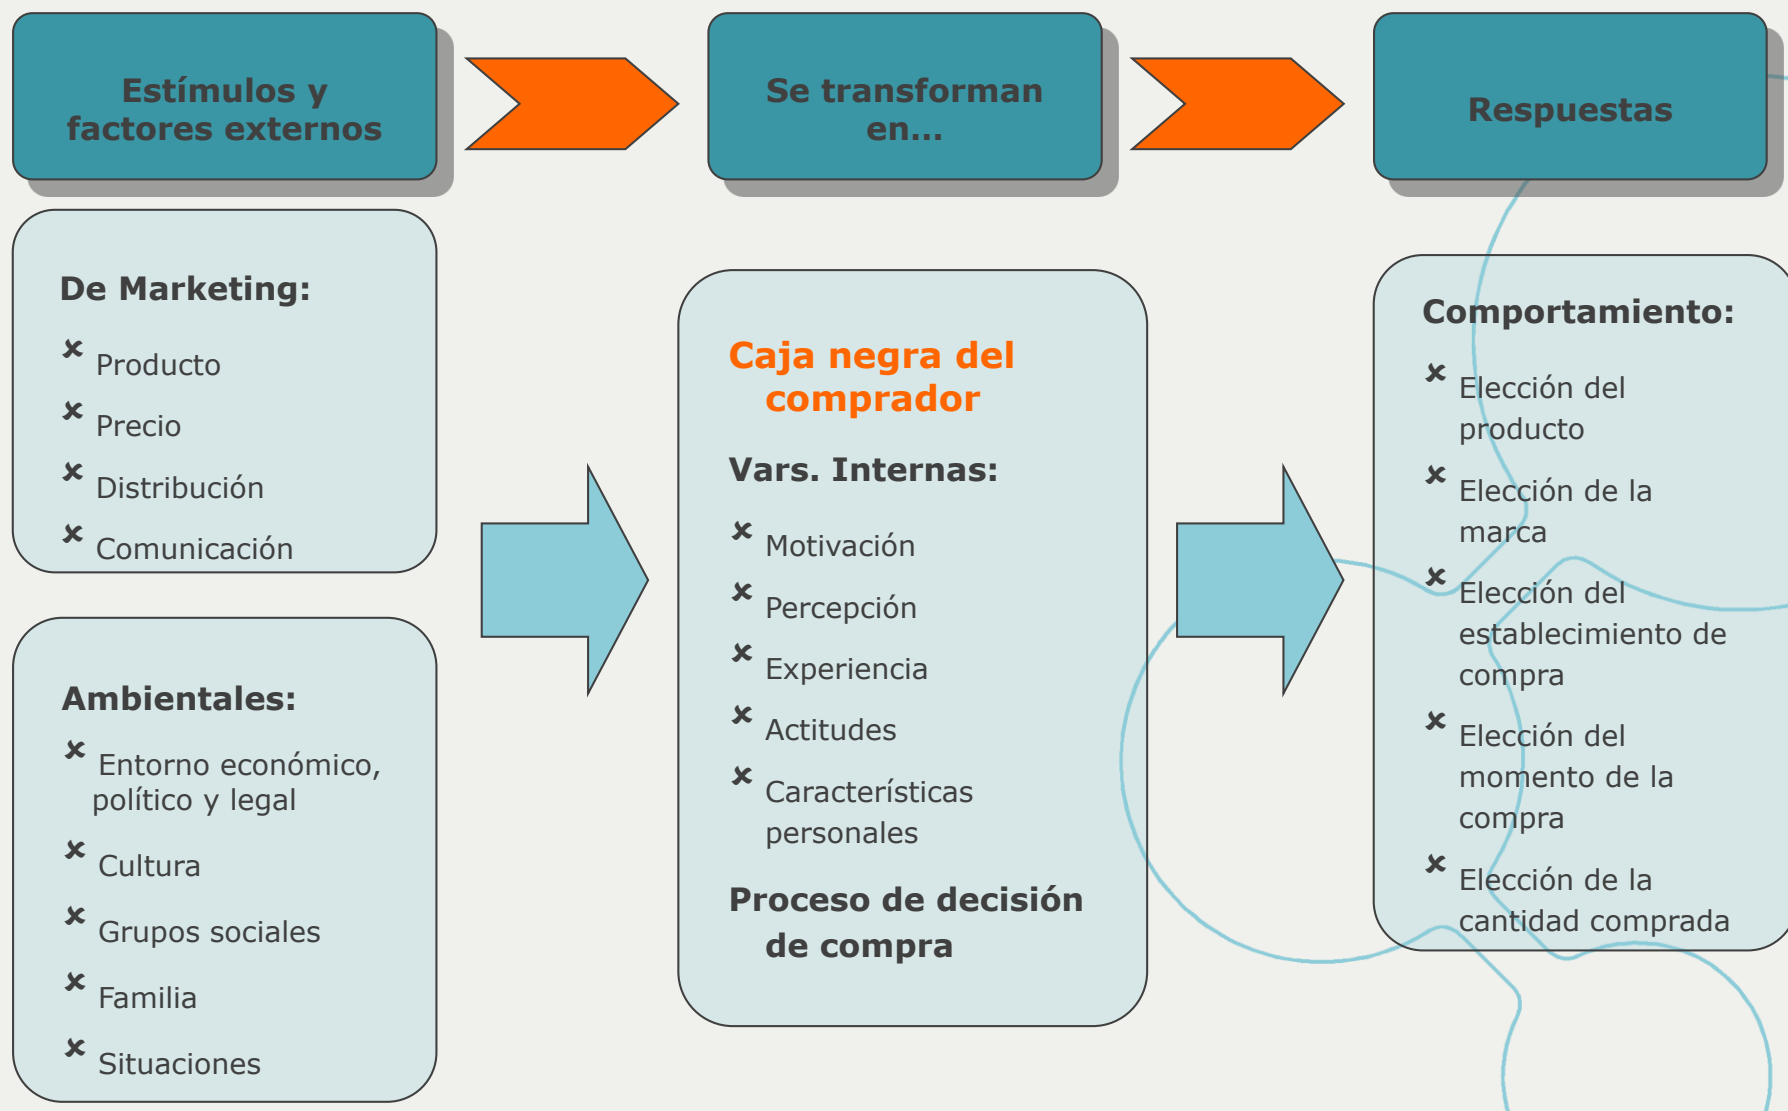 Estímulos y
factores externos
Se transforman
en...
Respuestas
De Marketing:
Producto
Precio
Distribución
Comunicación
Ambientales:
Entorno económico,
político y legal
Cultura
Grupos sociales
Familia
Situaciones
Caja negra del
comprador
Vars. Internas:
Motivación
Percepción
Experiencia
Actitudes
Características
personales
Proceso de decisión
de compra
Comportamiento:
Elección del
producto
Elección de la
marca
Elección del
establecimiento de
compra
Elección del
momento de la
compra
Elección de la
cantidad comprada